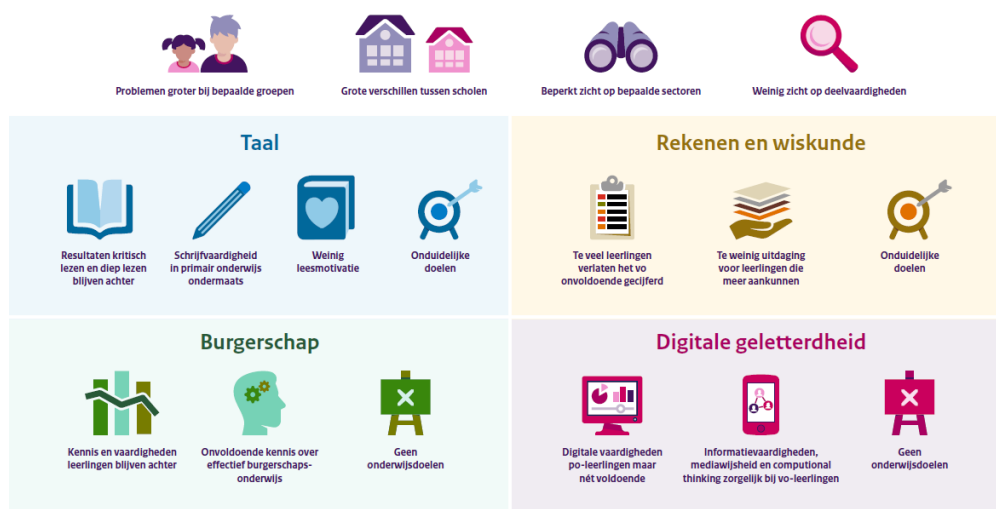 Problemen groter bij bepaalde groepen
Grote verschillen tussen scholen
Beperkt zicht op bepaalde sectoren
Weinig zicht op deelvaardigheden
Taal
Resultaten kritisch
lezen en diep lezen
blijven achter
Schrijfvaardigheid
in primair onderwijs
ondermaats
Weinig
leesmotivatie
Onduidelijke
doelen
Rekenen en wiskunde
Te veel leerlingen
verlaten het vo
onvoldoende gecijferd
Te weinig uitdaging
voor leerlingen die
meer aankunnen
Onduidelijke
doelen
Burgerschap
Kennis en vaardigheden
leerlingen blijven achter
Onvoldoende kennis over
effectief burgerschaps-
onderwijs
Geen
onderwijsdoelen
Digitale geletterdheid
Digitale vaardigheden
po-leerlingen maar
nét voldoende
Informatievaardigheden,
mediawijsheid en computional
thinking zorgelijk bij vo-leerlingen
Geen
onderwijsdoelen